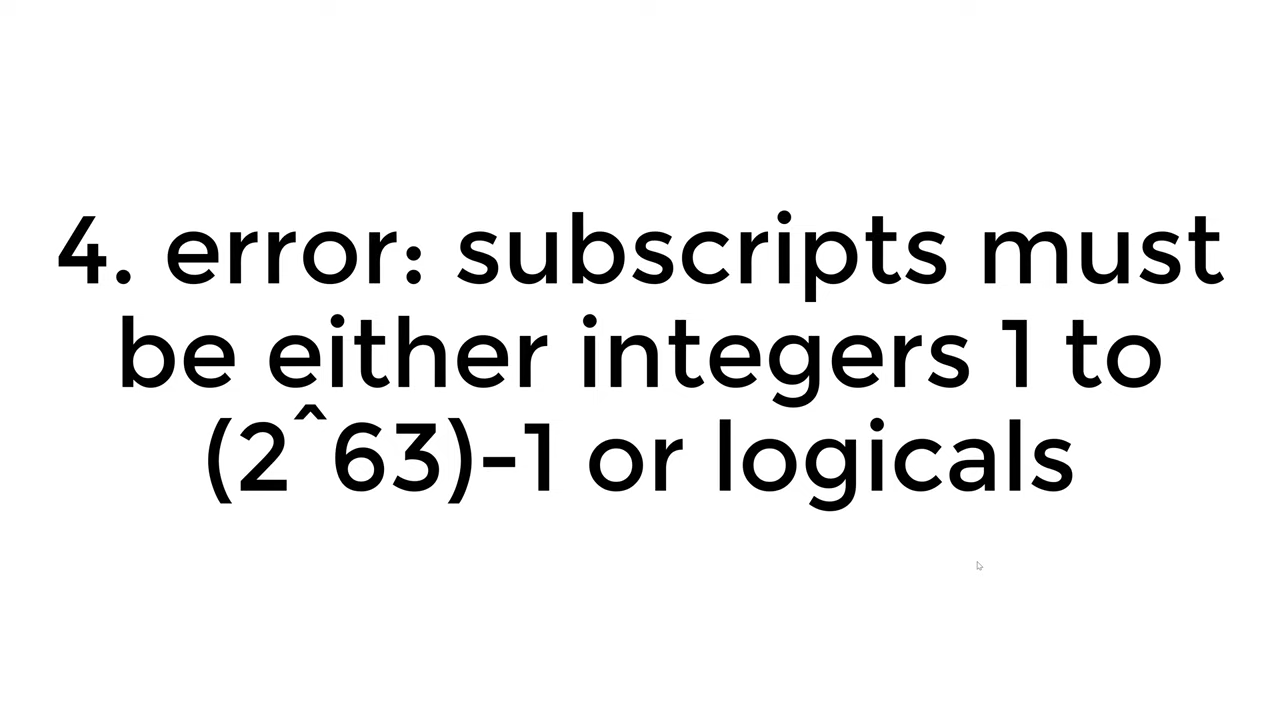 4. error: subscripts must
be either integers 1 to
(2^63)-1 or logicals